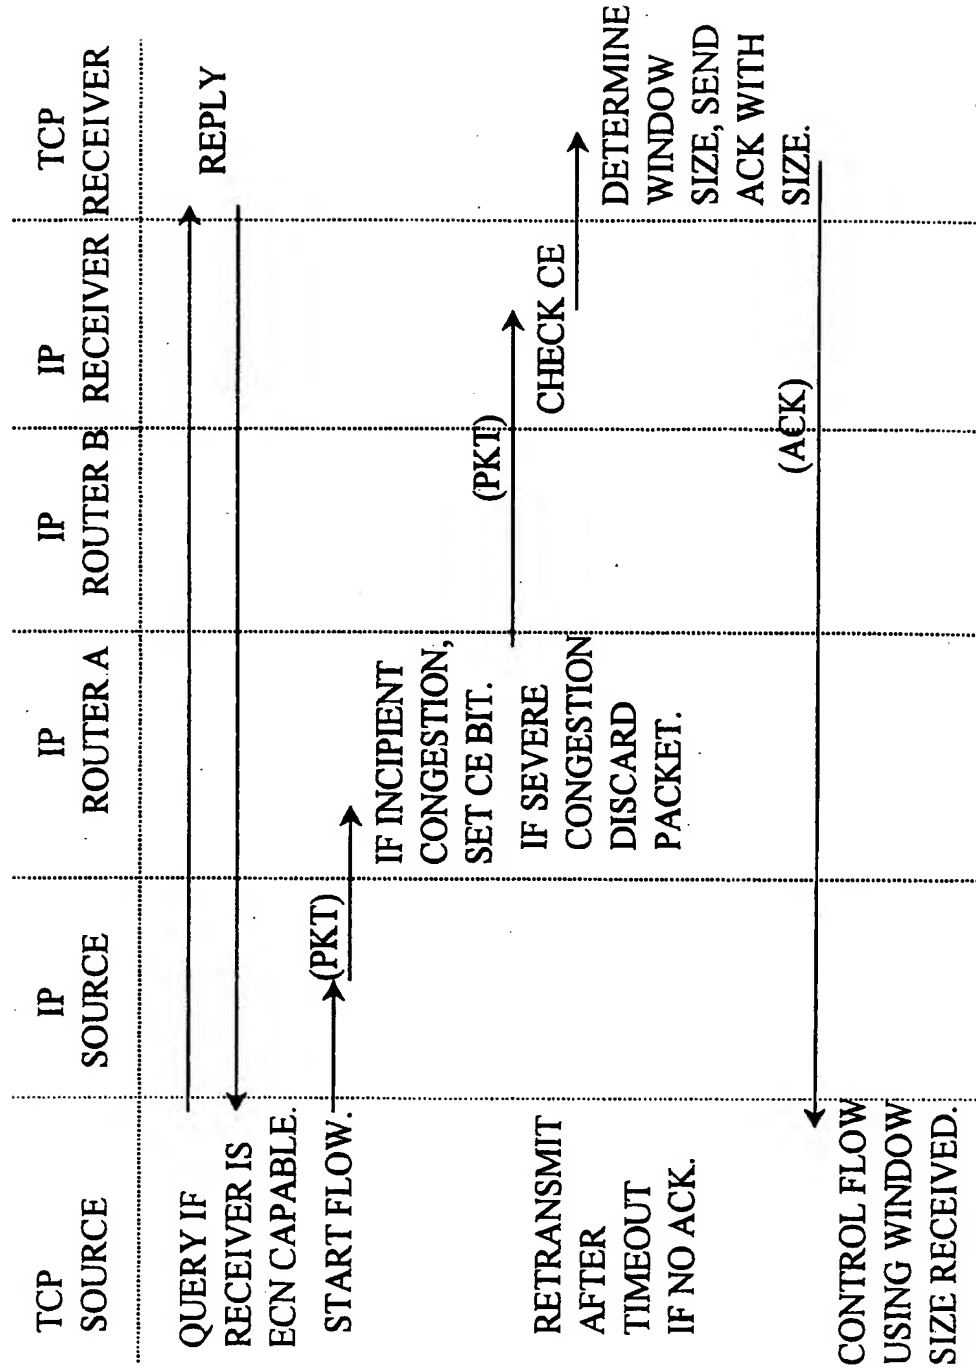 TCP
SOURCE
IP
SOURCE
IP
ROUTER A
IP
ROUTER B
IP
RECEIVER
TCP
RECEIVER
QUERY IF
RECEIVER IS
ECN CAPABLE.
REPLY
START FLOW.
(PKT)
IF INCIPIENT
CONGESTION,
SET CE BIT.
IF SEVERE
CONGESTION
DISCARD
PACKET.
(PKT)
CHECK CE
DETERMINE
WINDOW
SIZE, SEND
ACK WITH
SIZE.
RETRANSMIT
AFTER
TIMEOUT
IF NO ACK.
(ACK)
CONTROL FLOW
USING WINDOW
SIZE RECEIVED.